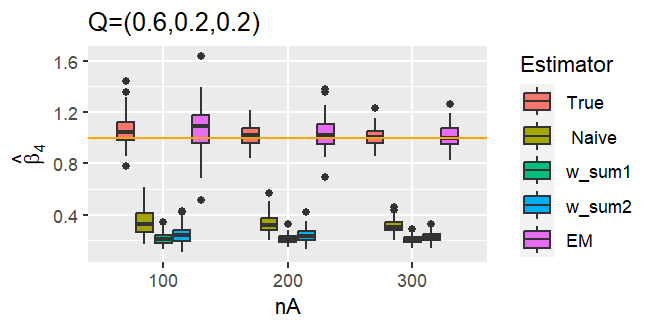 Q=(0.6,0.2,0.2)
1.6
1.2
0.8
0.4
β̂₄
100
200
300
nA
Estimator
True
Naive
w_sum1
w_sum2
EM